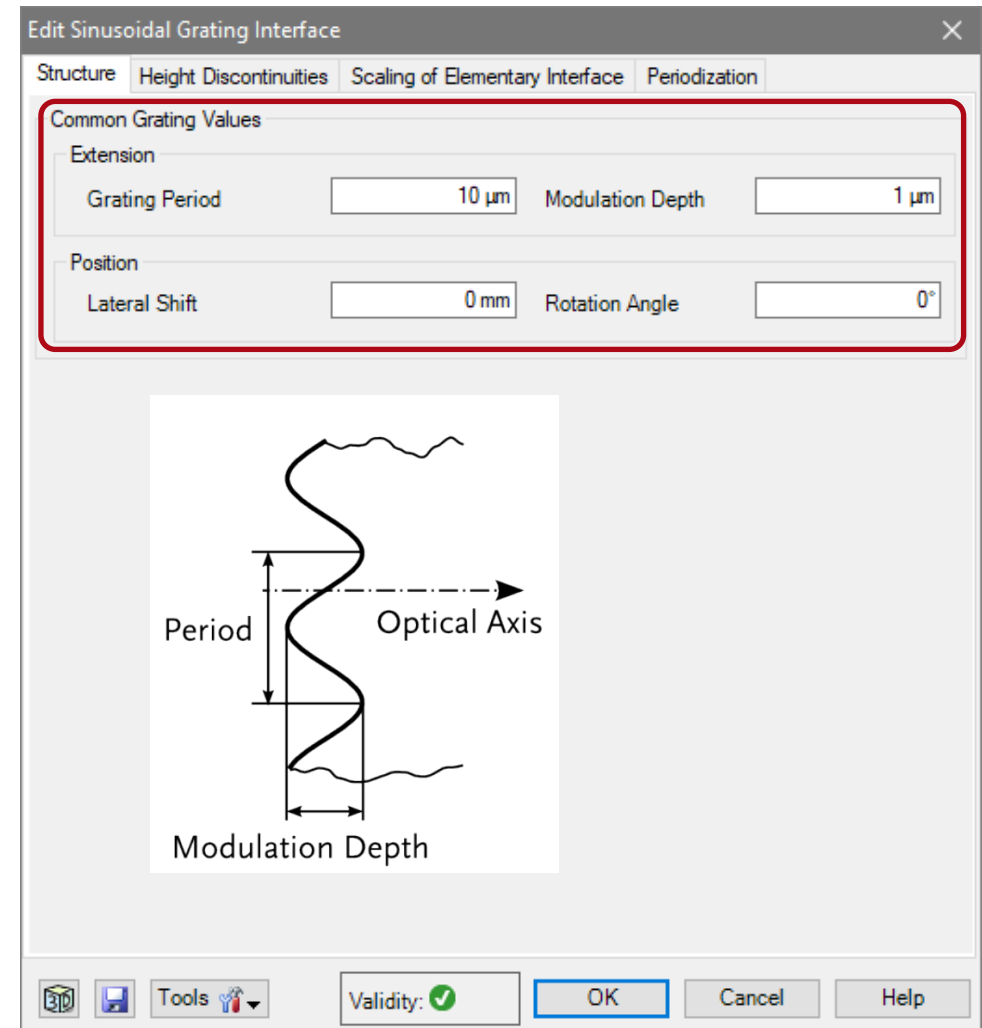 Edit Sinusoidal Grating Interface
Structure Height Discontinuities Scaling of Elementary Interface Periodization
Common Grating Values
Extension
Grating Period 10 µm Modulation Depth 1 µm
Position
Lateral Shift 0 mm Rotation Angle 0°
Period
Optical Axis
Modulation Depth
3D Tools Validity: OK Cancel Help